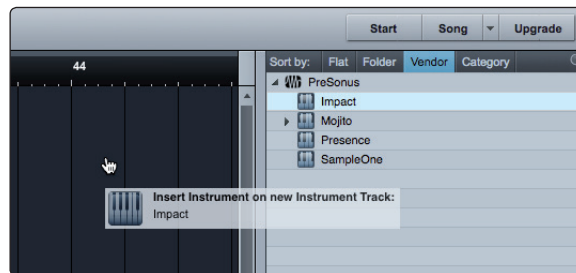 Start Song Upgrade
44
Sort by: Flat Folder Vendor Category
PreSonus
Impact
Mojito
Presence
SampleOne
Insert Instrument on new Instrument Track:
Impact